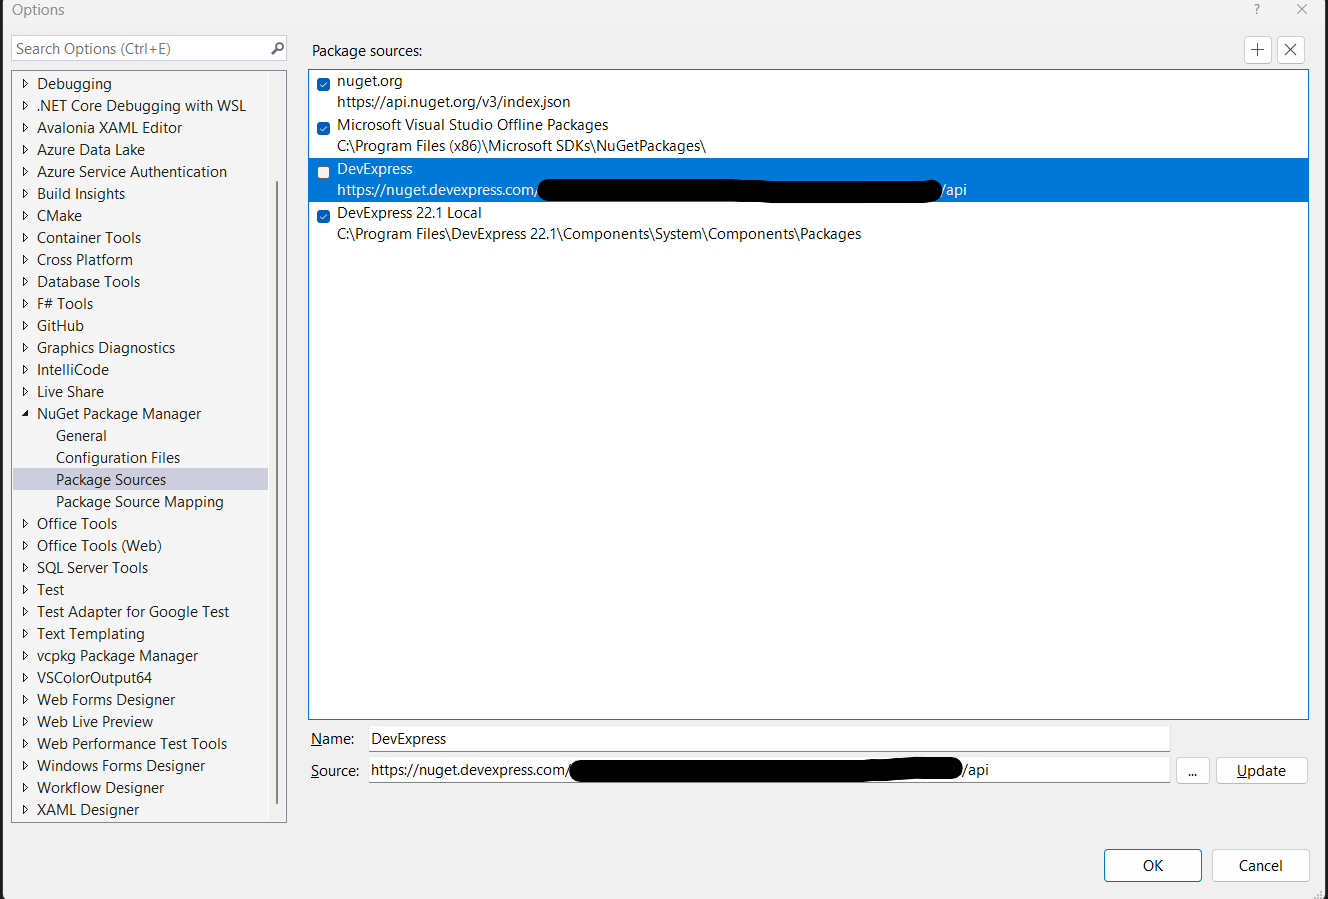 Options
Search Options (Ctrl+E)
Debugging
.NET Core Debugging with WSL
Avalonia XAML Editor
Azure Data Lake
Azure Service Authentication
Build Insights
CMake
Container Tools
Cross Platform
Database Tools
F# Tools
GitHub
Graphics Diagnostics
IntelliCode
Live Share
NuGet Package Manager
General
Configuration Files
Package Sources
Package Source Mapping
Office Tools
Office Tools (Web)
SQL Server Tools
Test
Test Adapter for Google Test
Text Templating
vcpkg Package Manager
VSColorOutput64
Web Forms Designer
Web Live Preview
Web Performance Test Tools
Windows Forms Designer
Workflow Designer
XAML Designer
Package sources:
nuget.org
https://api.nuget.org/v3/index.json
Microsoft Visual Studio Offline Packages
C:\Program Files (x86)\Microsoft SDKs\NuGetPackages\
DevExpress
https://nuget.devexpress.com/ /api
DevExpress 22.1 Local
C:\Program Files\DevExpress 22.1\Components\System\Components\Packages
Name: DevExpress
Source: https://nuget.devexpress.com/ /api
... Update
OK Cancel